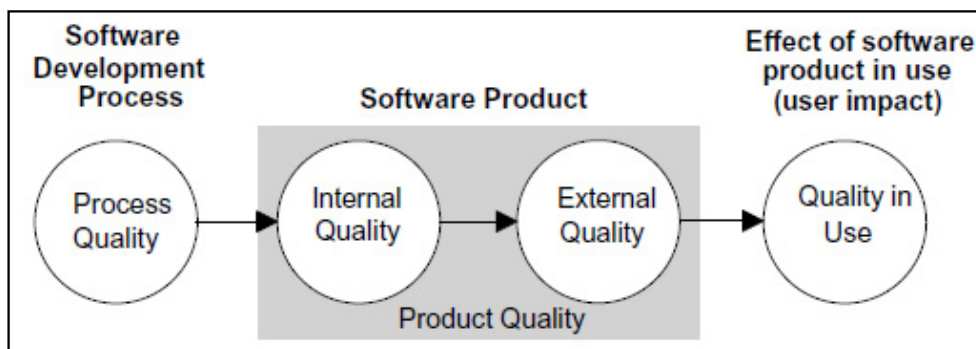 Software
Development
Process
Software Product
Effect of software
product in use
(user impact)
Process
Quality
Internal
Quality
External
Quality
Quality in
Use
Product Quality